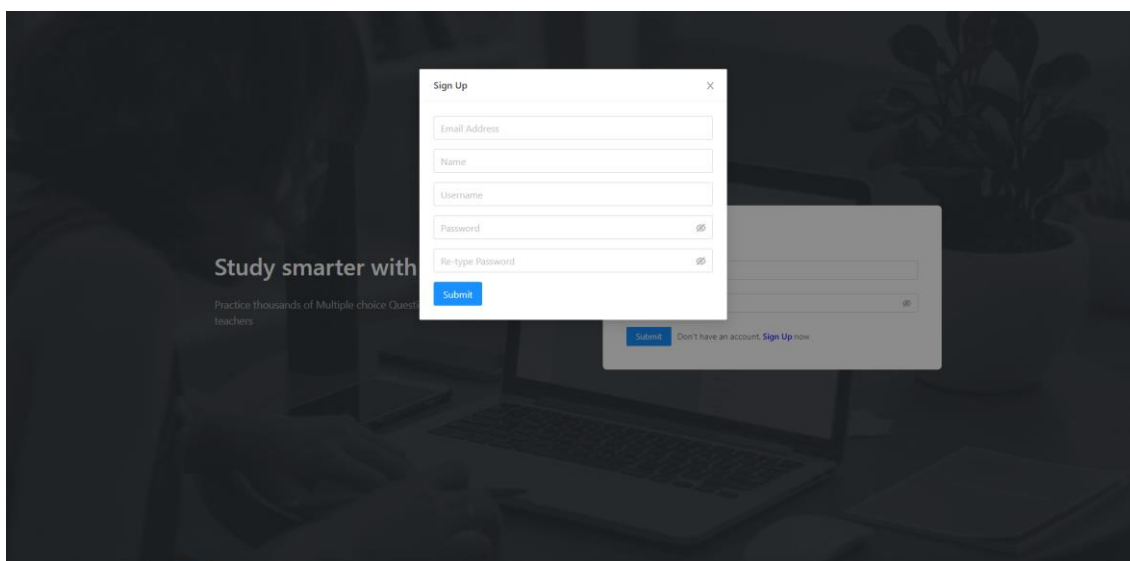 Sign Up
Email Address
Name
Username
Password
Re-type Password
Submit
Study smarter with
Practice thousands of Multiple choice
teachers
Submit Don't have an account, Sign Up now